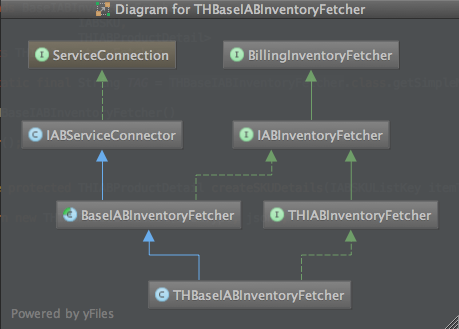 Diagram for THBaseIABInventoryFetcher
I ServiceConnection
I BillingInventoryFetcher
C IABServiceConnector
I IABInventoryFetcher
C BaseIABInventoryFetcher
I THIABInventoryFetcher
C THBaseIABInventoryFetcher
Powered by yFiles